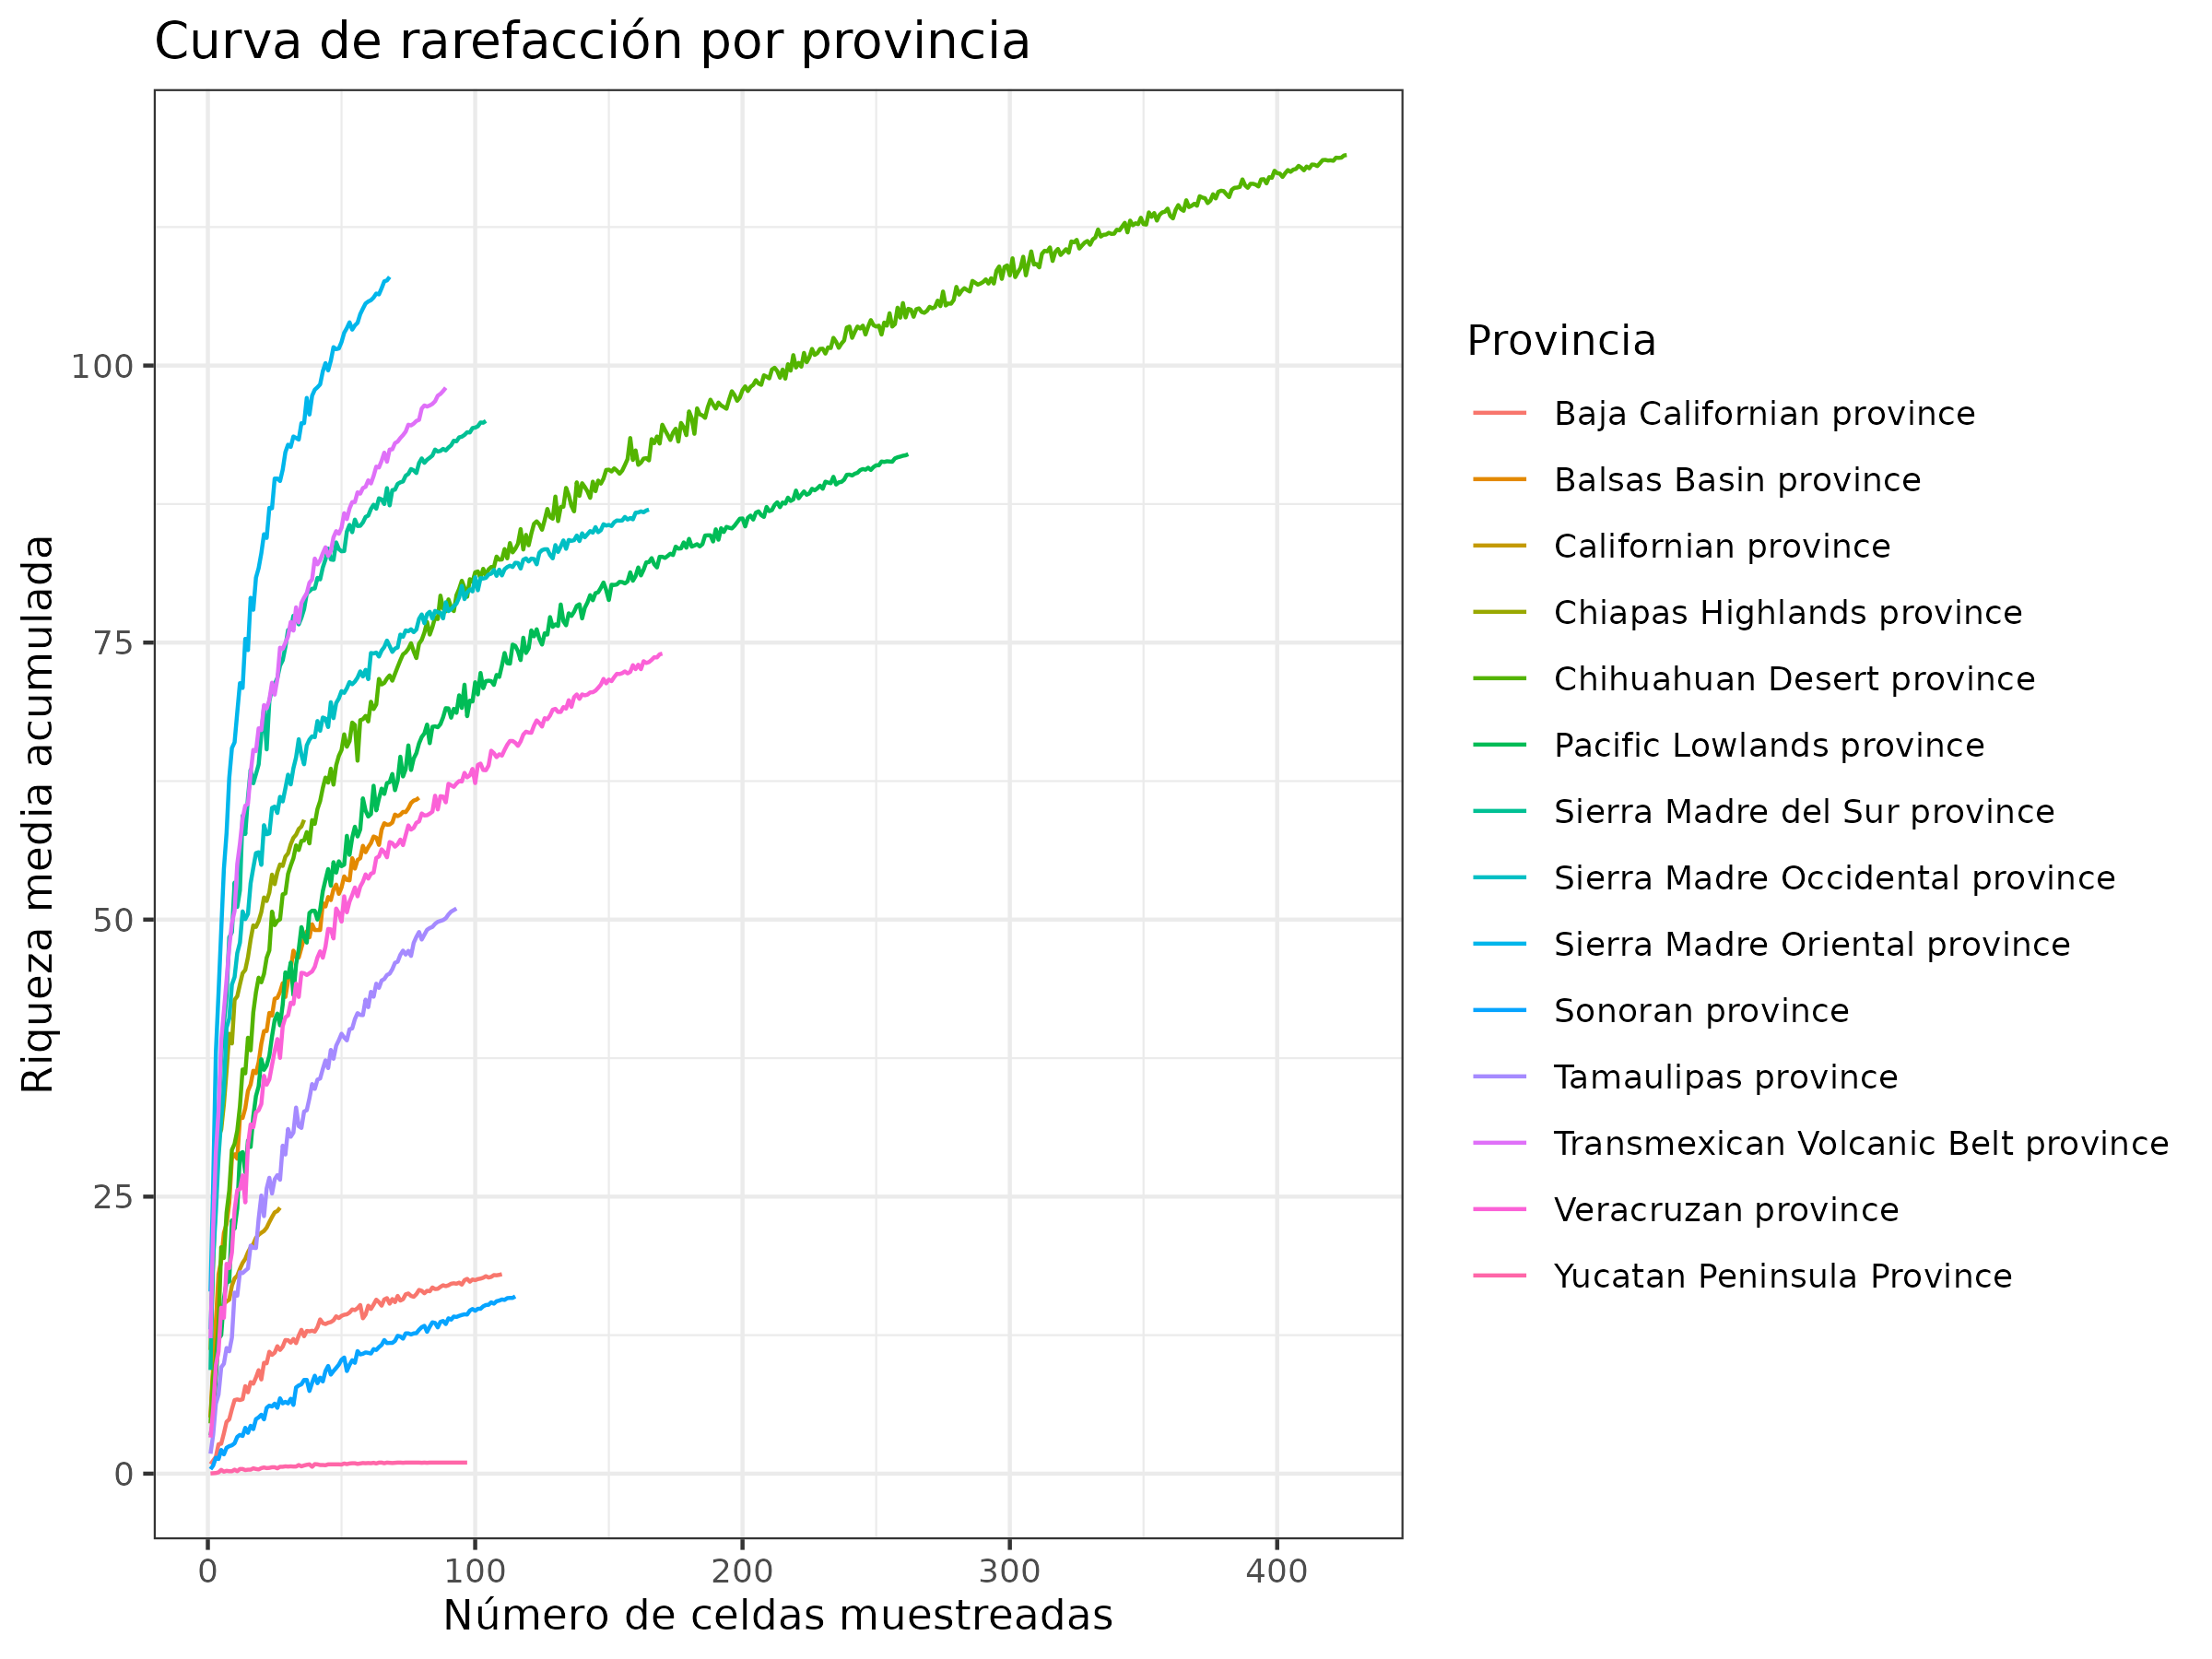 Curva de rarefacción por provincia
Riqueza media acumulada
100
75
50
25
0
0
100
200
300
400
Número de celdas muestreadas
Provincia
Baja Californian province
Balsas Basin province
Californian province
Chiapas Highlands province
Chihuahuan Desert province
Pacific Lowlands province
Sierra Madre del Sur province
Sierra Madre Occidental province
Sierra Madre Oriental province
Sonoran province
Tamaulipas province
Transmexican Volcanic Belt province
Veracruzan province
Yucatan Peninsula Province